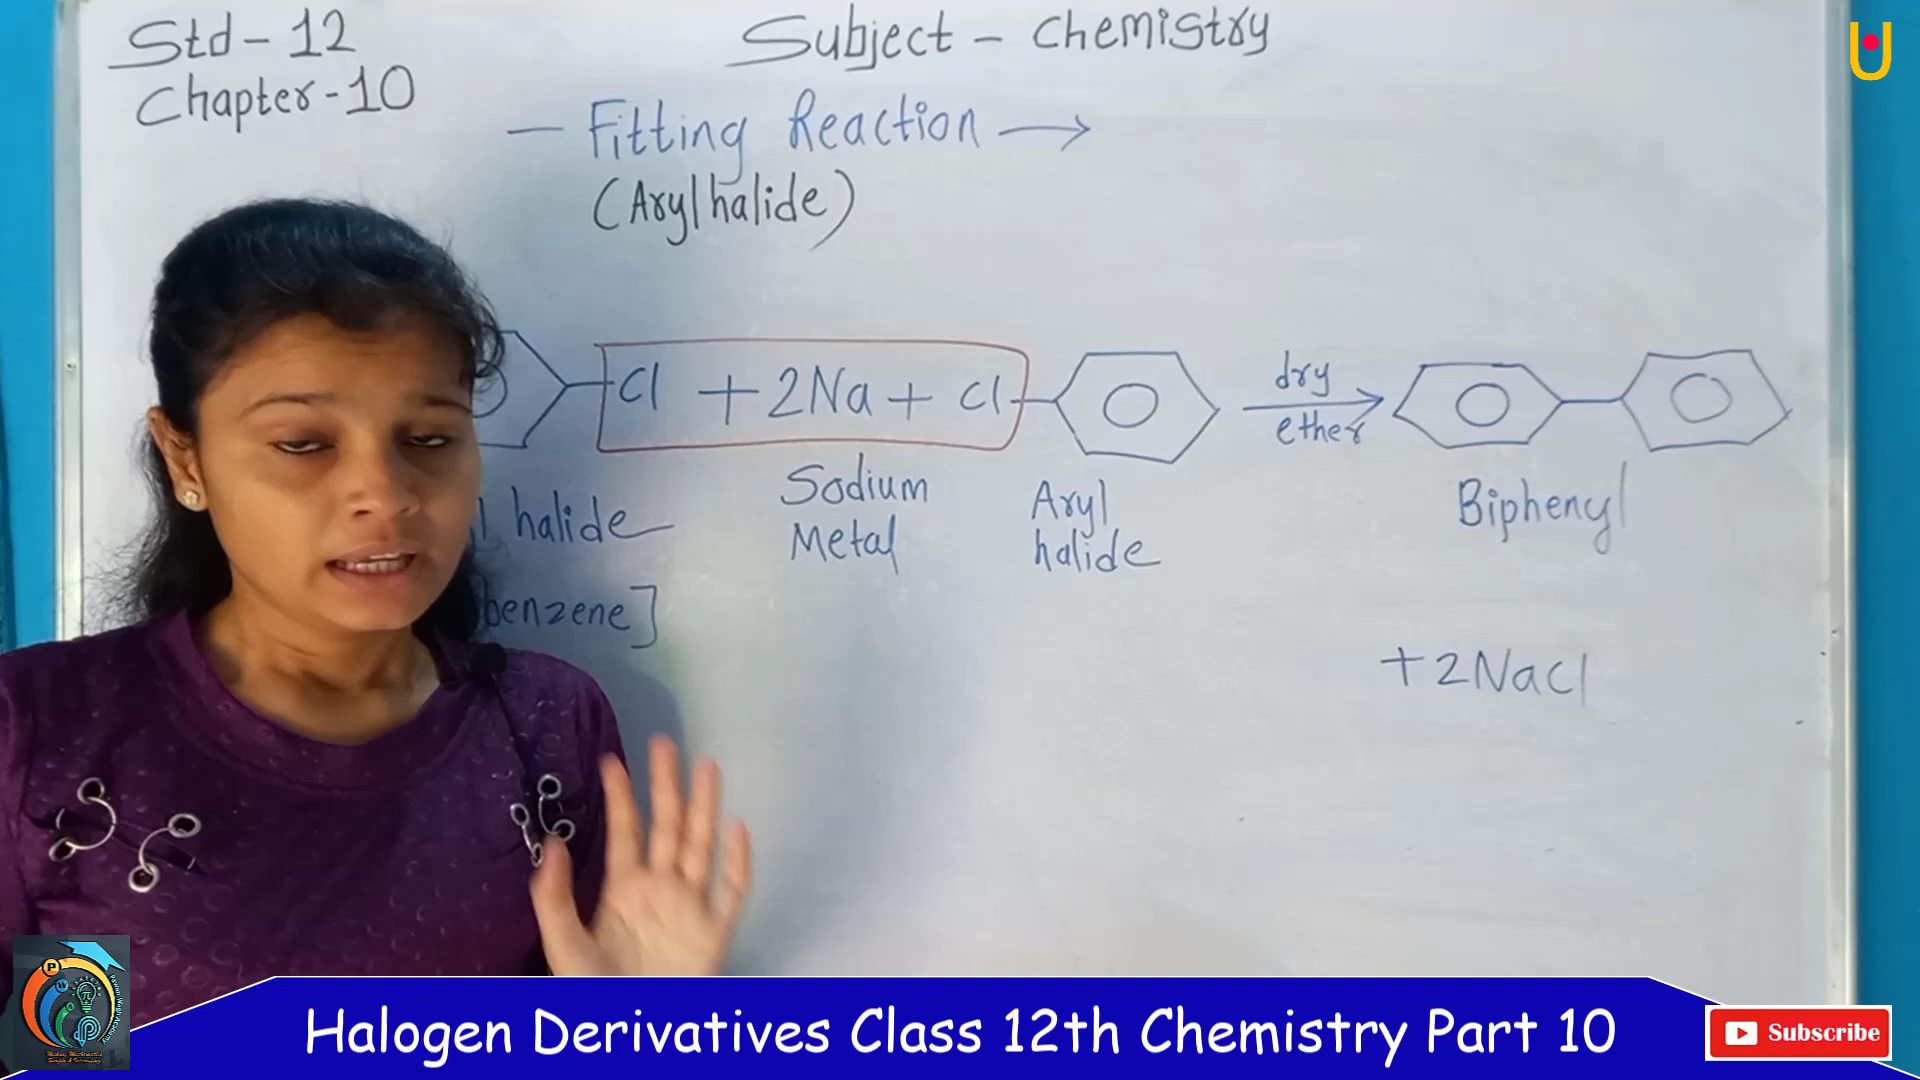 Std - 12
Subject - Chemistry
Chapter - 10
- Fitting Reaction →
(Aryl halide)
Cl + 2Na + Cl
dry
ether
halide
Sodium
Metal
Aryl
halide
Biphenyl
benzene]
+ 2NaCl
Halogen Derivatives Class 12th Chemistry Part 10
Subscribe